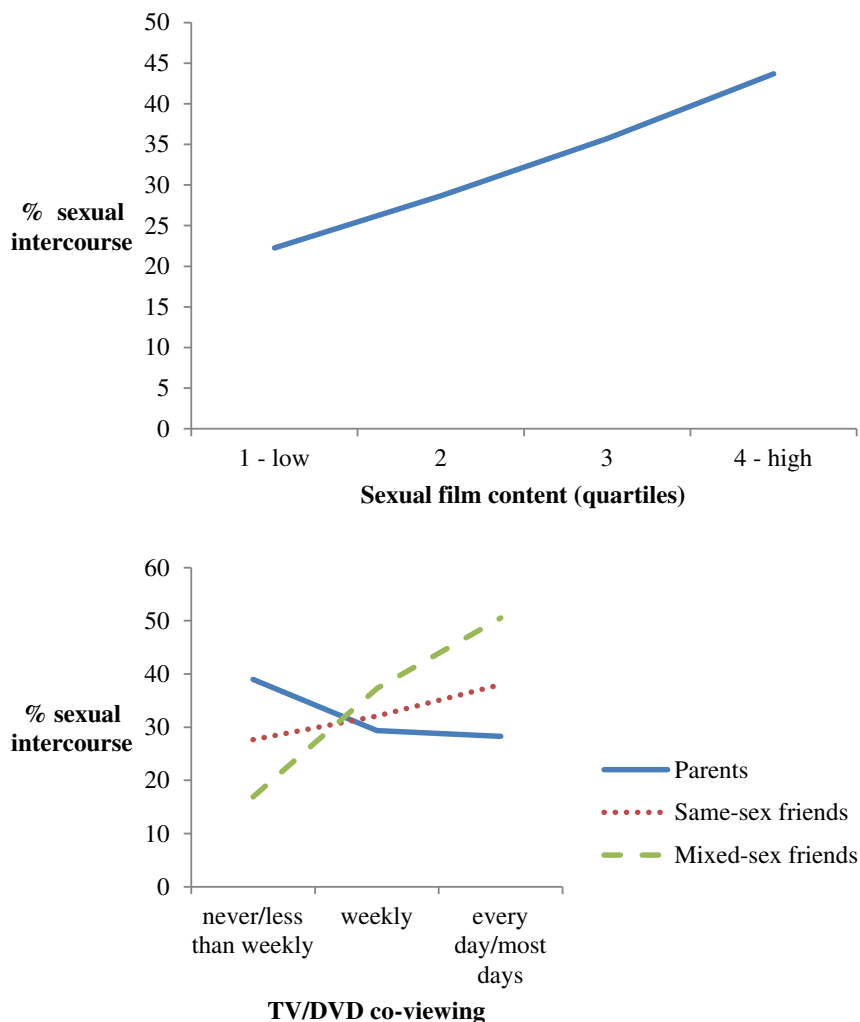 50
45
40
35
30
25
20
15
10
5
0
% sexual
intercourse
1 - low
2
3
4 - high
Sexual film content (quartiles)
60
50
40
30
20
10
0
% sexual
intercourse
never/less
than weekly
weekly
every
day/most
days
TV/DVD co-viewing
Parents
Same-sex friends
Mixed-sex friends